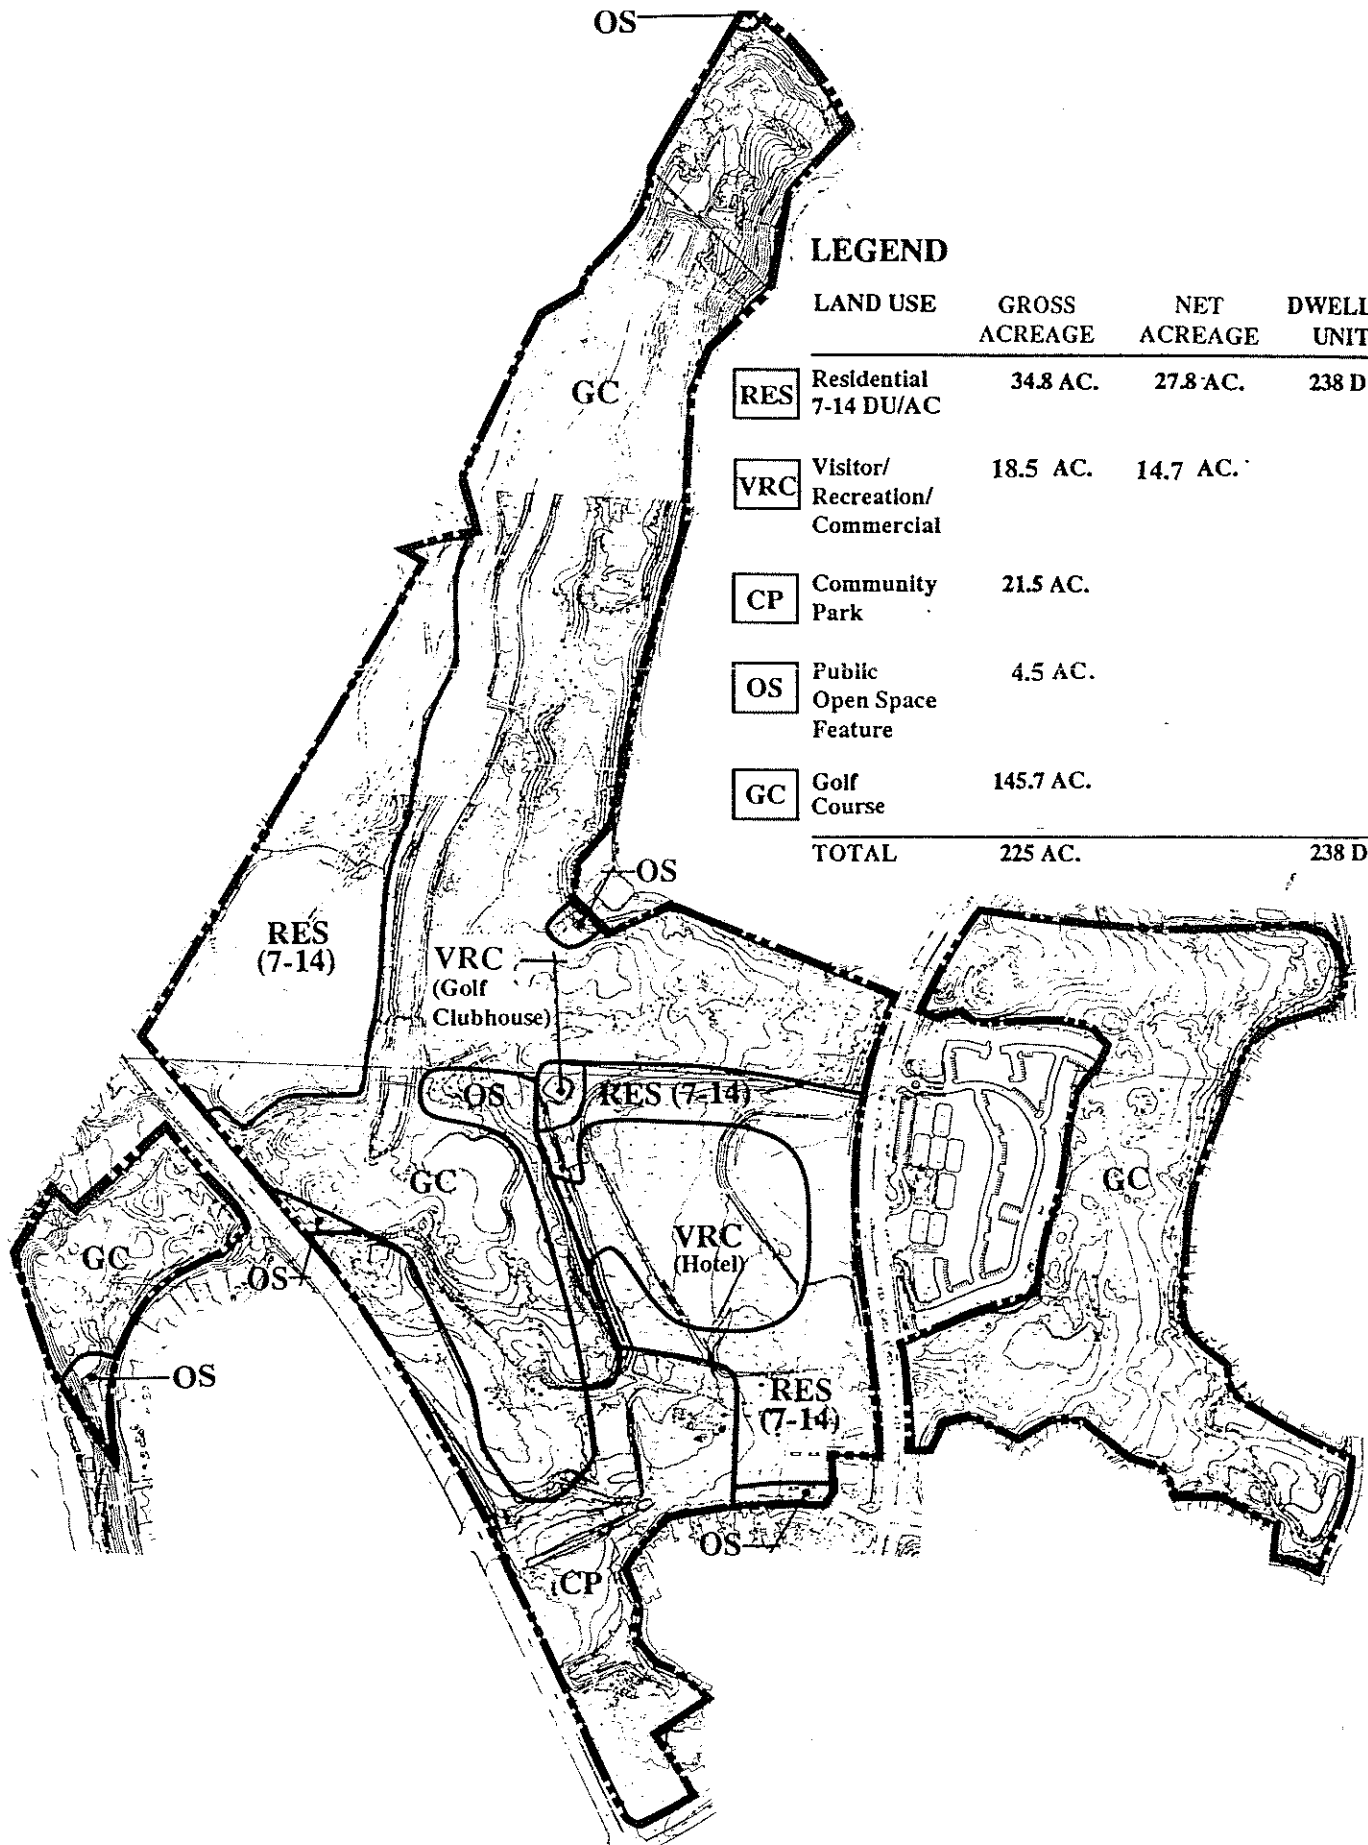 OS
LEGEND
LAND USE GROSS ACREAGE NET ACREAGE DWELL UNIT
RES Residential 7-14 DU/AC 34.8 AC. 27.8 AC. 238 D
VRC Visitor/ Recreation/ Commercial 18.5 AC. 14.7 AC.
CP Community Park 21.5 AC.
OS Public Open Space Feature 4.5 AC.
GC Golf Course 145.7 AC.
TOTAL 225 AC. 238 D
GC
OS
RES
(7-14)
VRC
(Golf
Clubhouse)
OS
RES (7-14)
GC
GC
VRC
(Hotel)
GC
OS
OS
RES
(7-14)
OS
CP